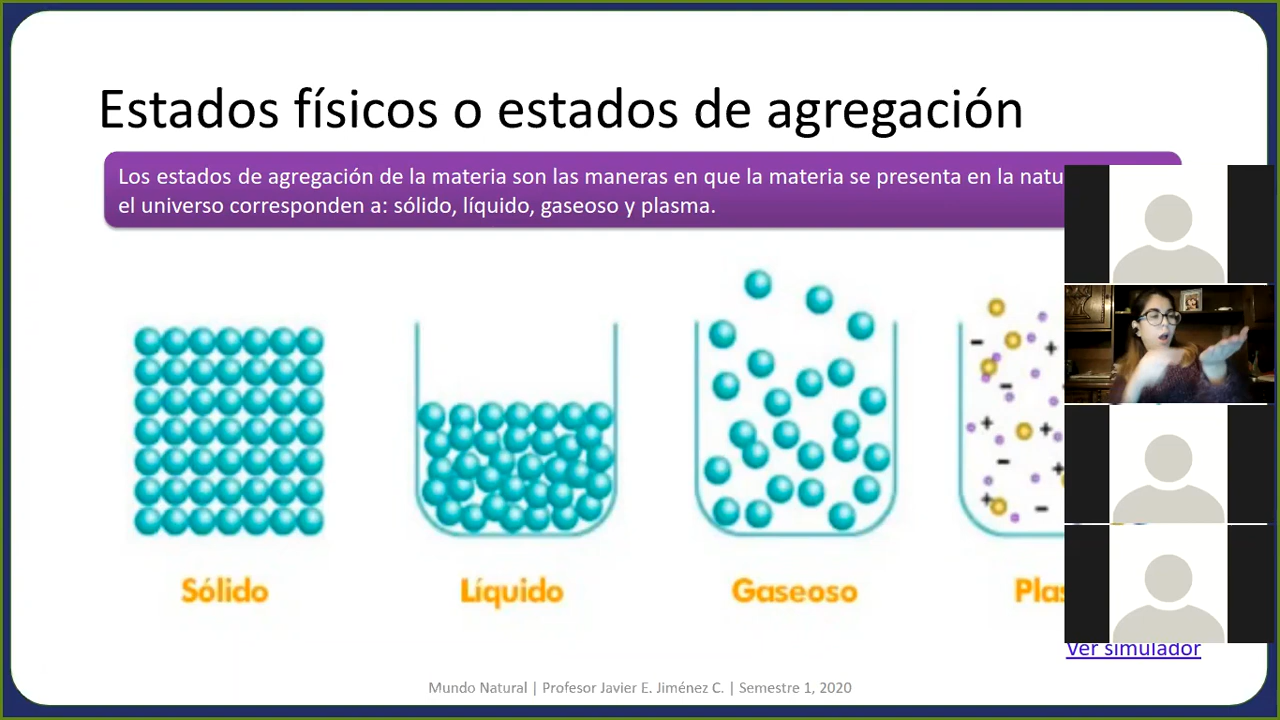 Estados físicos o estados de agregación
Los estados de agregación de la materia son las maneras en que la materia se presenta en la
el universo corresponden a: sólido, líquido, gaseoso y plasma.
Sólido
Líquido
Gaseoso
Ver simulador
Mundo Natural | Profesor Javier E. Jiménez C. | Semestre 1, 2020